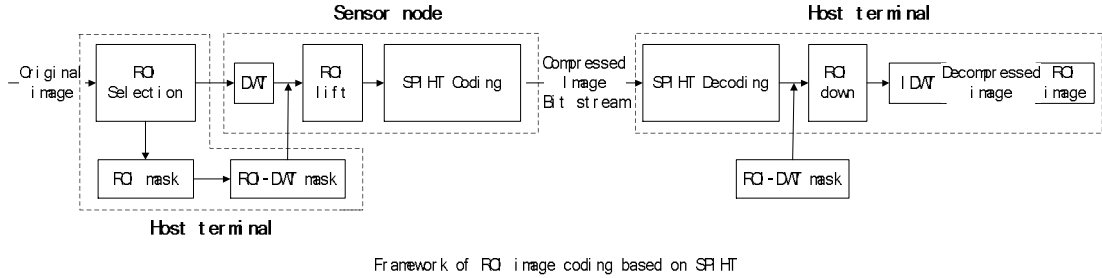 Sensor node
Host terminal
Original
image
ROI
Selection
DWT
ROI
lift
SPIHT Coding
Compressed
Image
Bit stream
SPIHT Decoding
ROI
down
IDWT
Decompressed
image
ROI
image
ROI mask
ROI-DWT mask
ROI-DWT mask
Host terminal
Framework of ROI image coding based on SPIHT